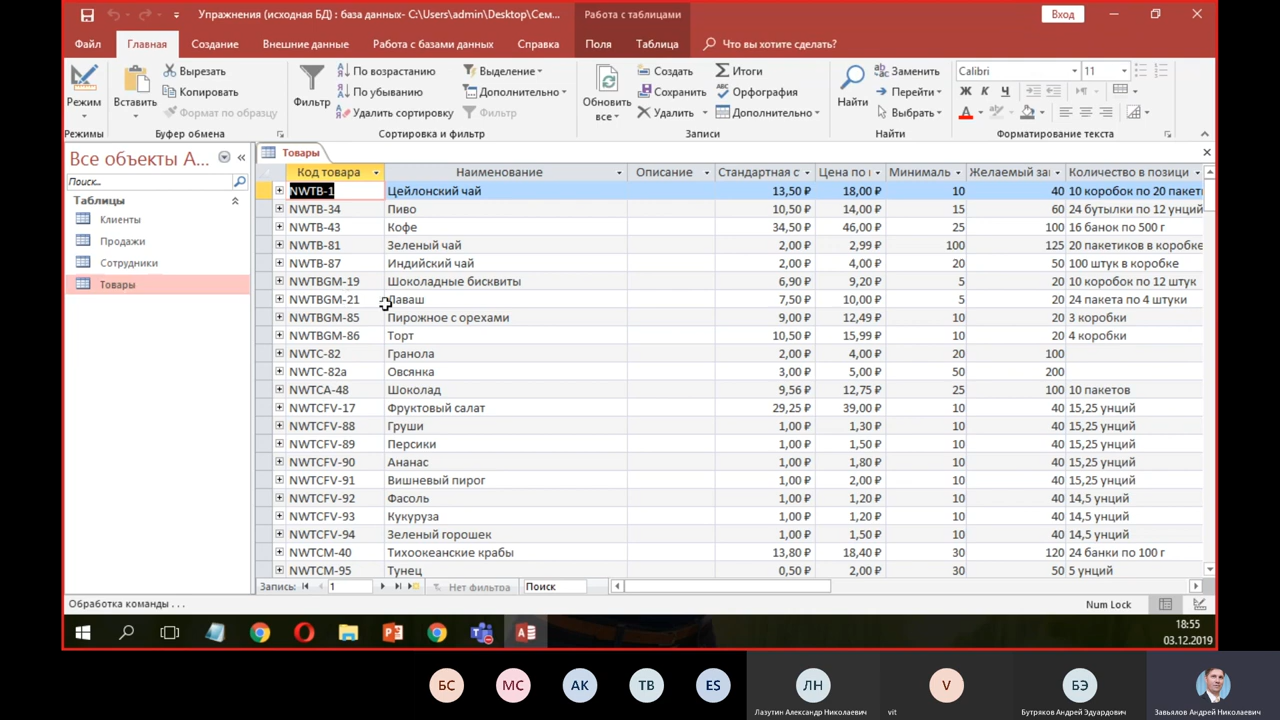 Упражнения (исходная БД) : база данных- C:\Users\admin\Desktop\Сем... Работа с таблицами Вход
Файл Главная Создание Внешние данные Работа с базами данных Справка Поля Таблица Что вы хотите сделать?
Вырезать По возрастанию Выделение Создать Итоги Заменить Calibri 11
Копировать По убыванию Дополнительно Сохранить Орфография Перейти Ж К Ч
Режим Вставить Формат по образцу Фильтр Удалить сортировку Фильтр Обновить все Удалить Дополнительно Найти Выбрать
Режимы Буфер обмена Сортировка и фильтр Записи Найти Форматирование текста
Все объекты A... Товары
Поиск...
Таблицы
Клиенты
Продажи
Сотрудники
Товары
Код товара Наименование Описание Стандартная с Цена по Минималь Желаемый за Количество в позици
NWTB-1 Цейлонский чай 13,50 ₽ 18,00 ₽ 10 40 10 коробок по 20 пакет
NWTB-34 Пиво 10,50 ₽ 14,00 ₽ 15 60 24 бутылки по 12 унций
NWTB-43 Кофе 34,50 ₽ 46,00 ₽ 25 100 16 банок по 500 г
NWTB-81 Зеленый чай 2,00 ₽ 2,99 ₽ 100 125 20 пакетиков в коробке
NWTB-87 Индийский чай 2,00 ₽ 4,00 ₽ 20 50 100 штук в коробке
NWTBGM-19 Шоколадные бисквиты 6,90 ₽ 9,20 ₽ 5 20 10 коробок по 12 штук
NWTBGM-21 Лаваш 7,50 ₽ 10,00 ₽ 5 20 24 пакета по 4 штуки
NWTBGM-85 Пирожное с орехами 9,00 ₽ 12,49 ₽ 10 20 3 коробки
NWTBGM-86 Торт 10,50 ₽ 15,99 ₽ 10 20 4 коробки
NWTC-82 Гранола 2,00 ₽ 4,00 ₽ 20 100
NWTC-82a Овсянка 3,00 ₽ 5,00 ₽ 50 200
NWTCA-48 Шоколад 9,56 ₽ 12,75 ₽ 25 100 10 пакетов
NWTCFV-17 Фруктовый салат 29,25 ₽ 39,00 ₽ 10 40 15,25 унций
NWTCFV-88 Груши 1,00 ₽ 1,30 ₽ 10 40 15,25 унций
NWTCFV-89 Персики 1,00 ₽ 1,50 ₽ 10 40 15,25 унций
NWTCFV-90 Ананас 1,00 ₽ 1,80 ₽ 10 40 15,25 унций
NWTCFV-91 Вишневый пирог 1,00 ₽ 2,00 ₽ 10 40 15,25 унций
NWTCFV-92 Фасоль 1,00 ₽ 1,20 ₽ 10 40 14,5 унций
NWTCFV-93 Кукуруза 1,00 ₽ 1,20 ₽ 10 40 14,5 унций
NWTCFV-94 Зеленый горошек 1,00 ₽ 1,50 ₽ 10 40 14,5 унций
NWTCM-40 Тихоокеанские крабы 13,80 ₽ 18,40 ₽ 30 120 24 банки по 100 г
NWTCM-95 Тунец 0,50 ₽ 2,00 ₽ 30 50 5 унций
Запись: 1 Нет фильтра Поиск
Обработка команды . . . Num Lock
18:55
03.12.2019
БС МС АК ТВ ES ЛН V БЭ
Лазутин Александр Николаевич vit Бутряков Андрей Эдуардович Завьялов Андрей Николаевич